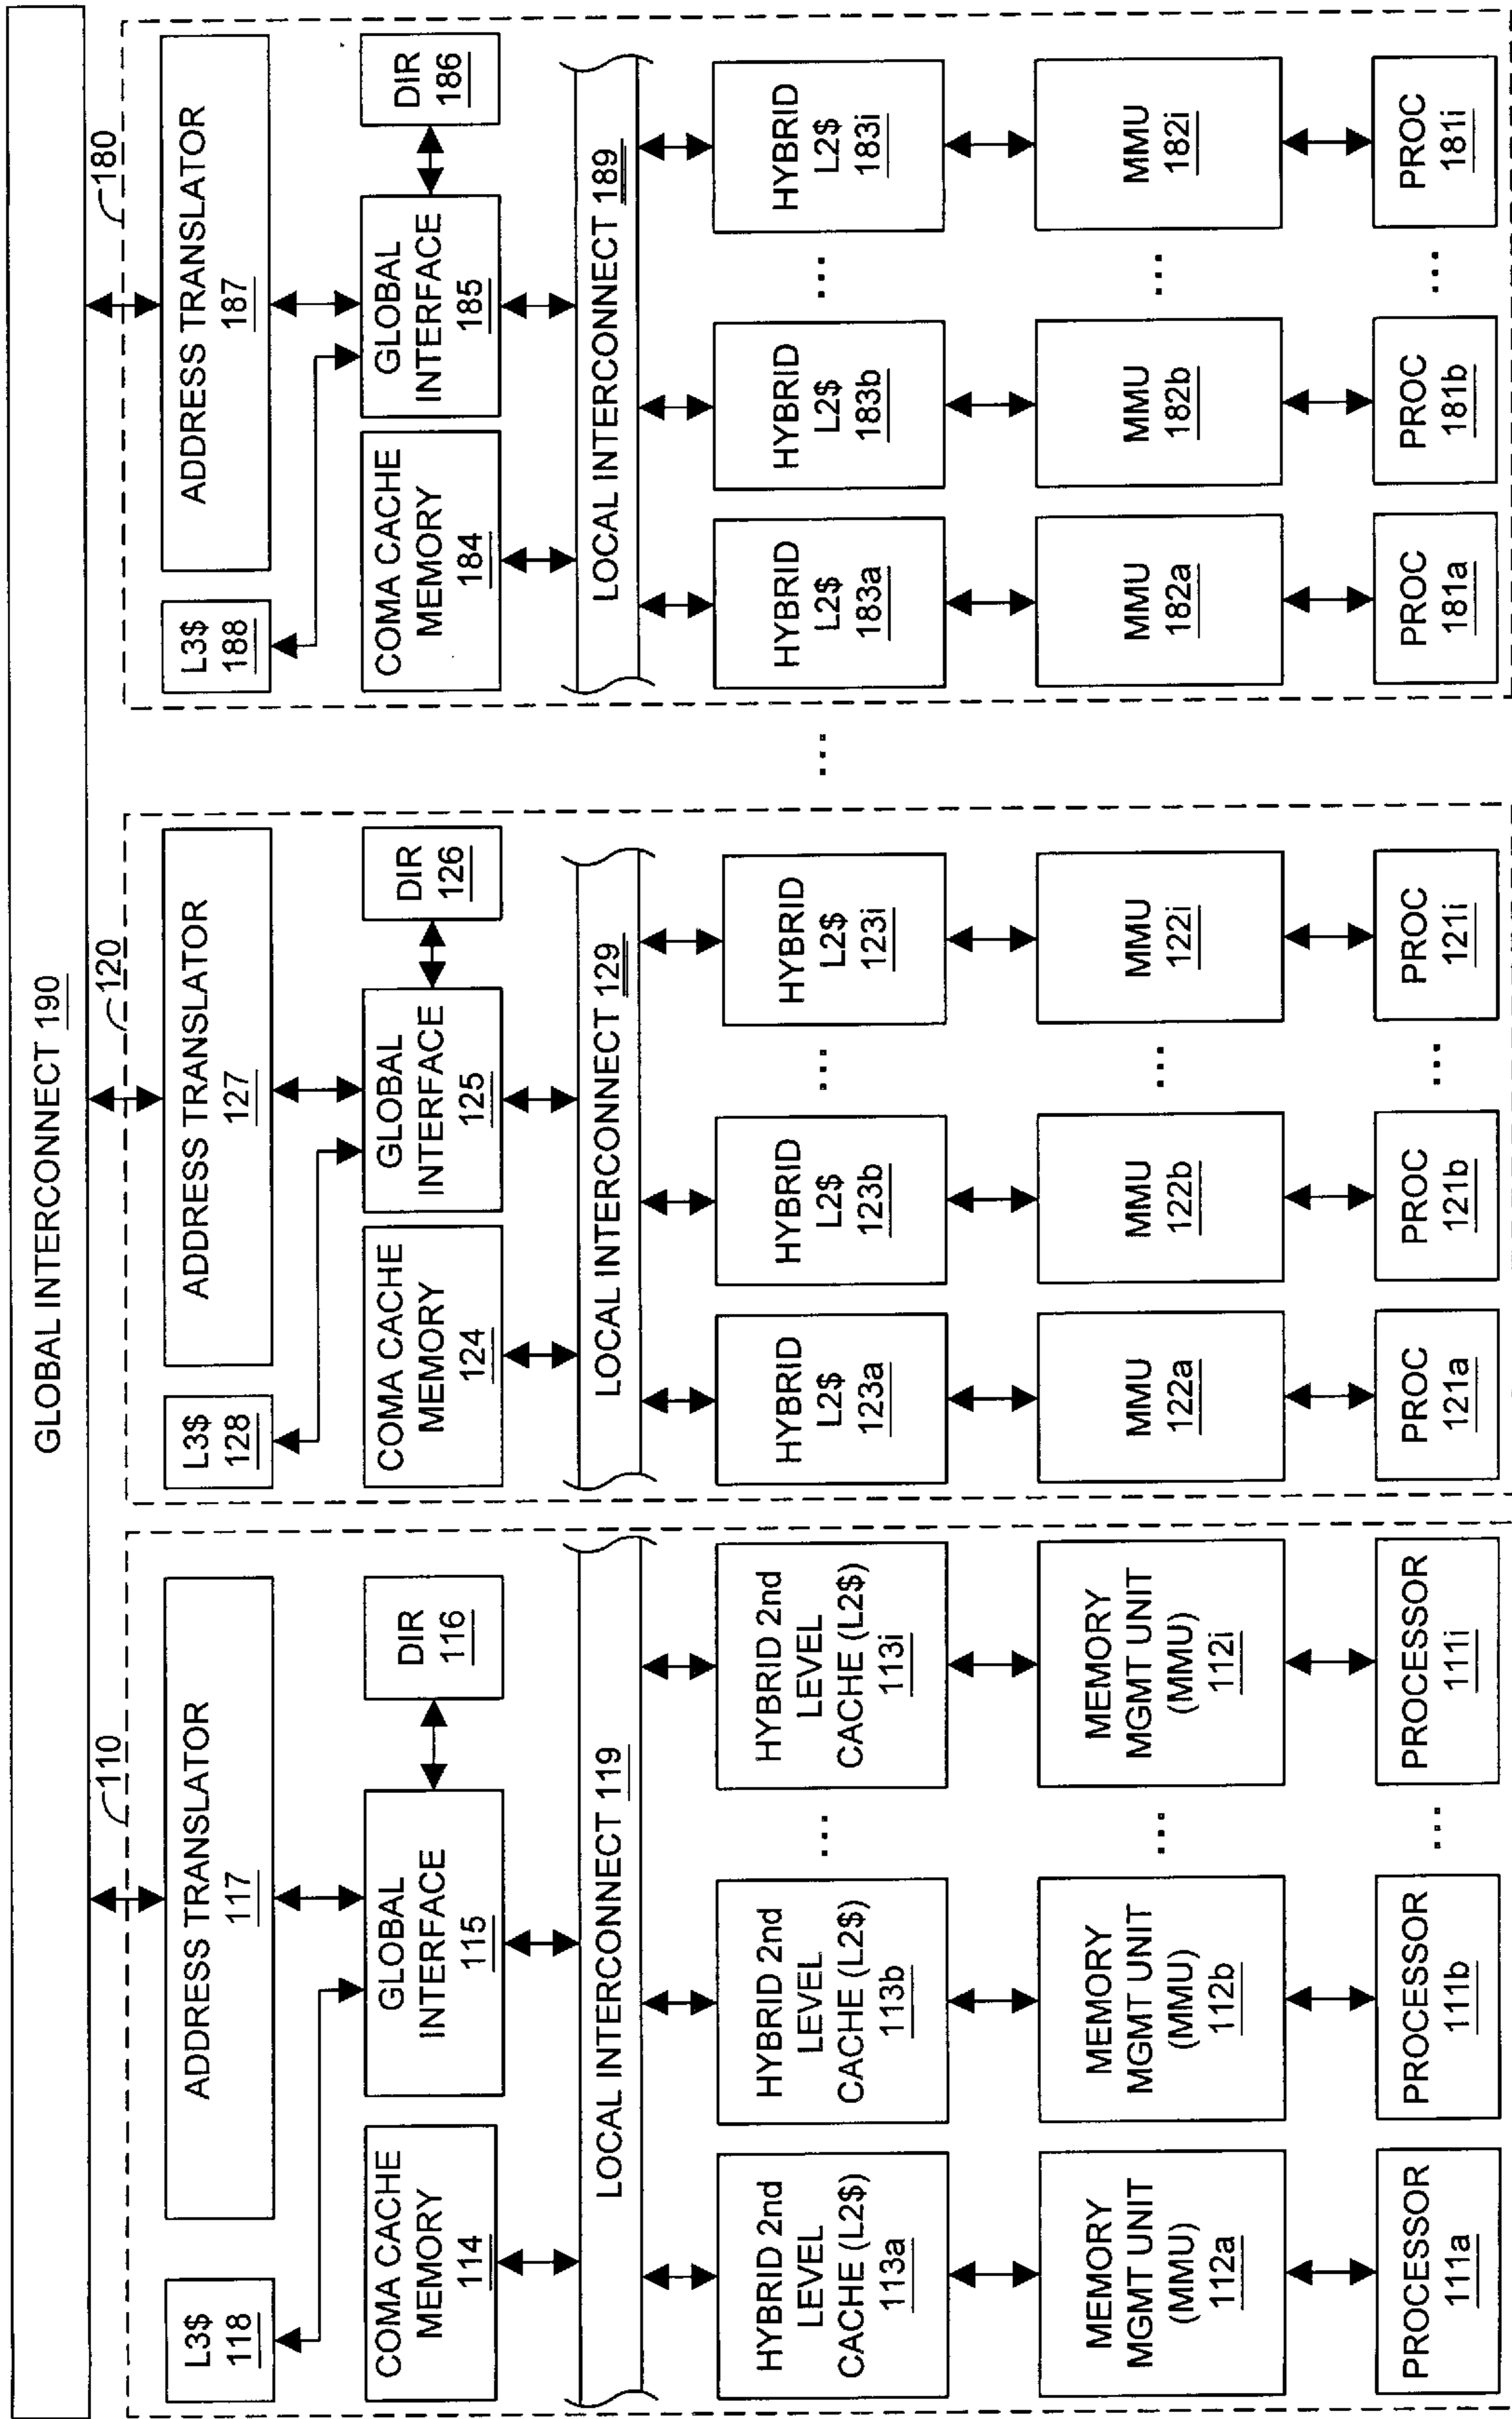 GLOBAL INTERCONNECT 190
110
L3$
118
ADDRESS TRANSLATOR
117
COMA CACHE
MEMORY
114
GLOBAL
INTERFACE
115
DIR
116
LOCAL INTERCONNECT 119
HYBRID 2nd
LEVEL
CACHE (L2$)
113a
HYBRID 2nd
LEVEL
CACHE (L2$)
113b
...
HYBRID 2nd
LEVEL
CACHE (L2$)
113i
MEMORY
MGMT UNIT
(MMU)
112a
MEMORY
MGMT UNIT
(MMU)
112b
...
MEMORY
MGMT UNIT
(MMU)
112i
PROCESSOR
111a
PROCESSOR
111b
...
PROCESSOR
111i
120
L3$
128
ADDRESS TRANSLATOR
127
COMA CACHE
MEMORY
124
GLOBAL
INTERFACE
125
DIR
126
LOCAL INTERCONNECT 129
HYBRID
L2$
123a
HYBRID
L2$
123b
...
HYBRID
L2$
123i
MMU
122a
MMU
122b
...
MMU
122i
PROC
121a
PROC
121b
...
PROC
121i
...
180
L3$
188
ADDRESS TRANSLATOR
187
COMA CACHE
MEMORY
184
GLOBAL
INTERFACE
185
DIR
186
LOCAL INTERCONNECT 189
HYBRID
L2$
183a
HYBRID
L2$
183b
...
HYBRID
L2$
183i
MMU
182a
MMU
182b
...
MMU
182i
PROC
181a
PROC
181b
...
PROC
181i